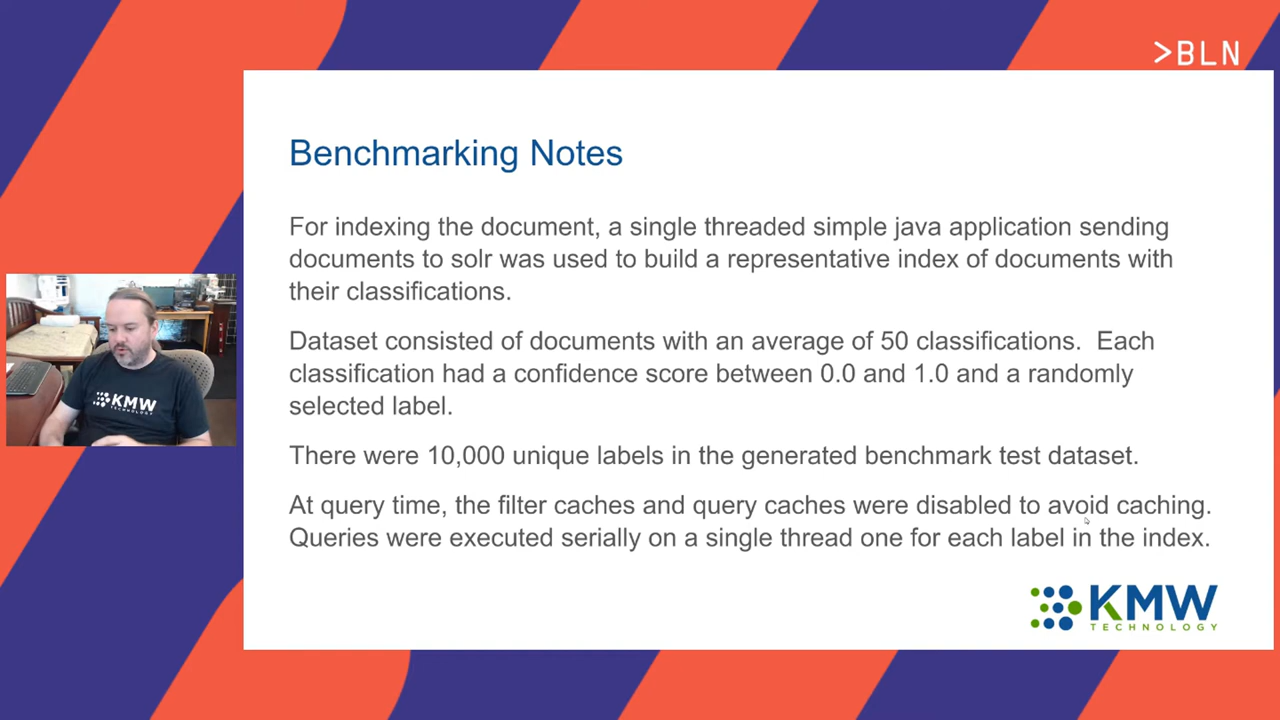 >BLN
Benchmarking Notes
For indexing the document, a single threaded simple java application sending
documents to solr was used to build a representative index of documents with
their classifications.
Dataset consisted of documents with an average of 50 classifications.  Each
classification had a confidence score between 0.0 and 1.0 and a randomly
selected label.
There were 10,000 unique labels in the generated benchmark test dataset.
At query time, the filter caches and query caches were disabled to avoid caching.
Queries were executed serially on a single thread one for each label in the index.
KMW
TECHNOLOGY
KMW
TECHNOLOGY